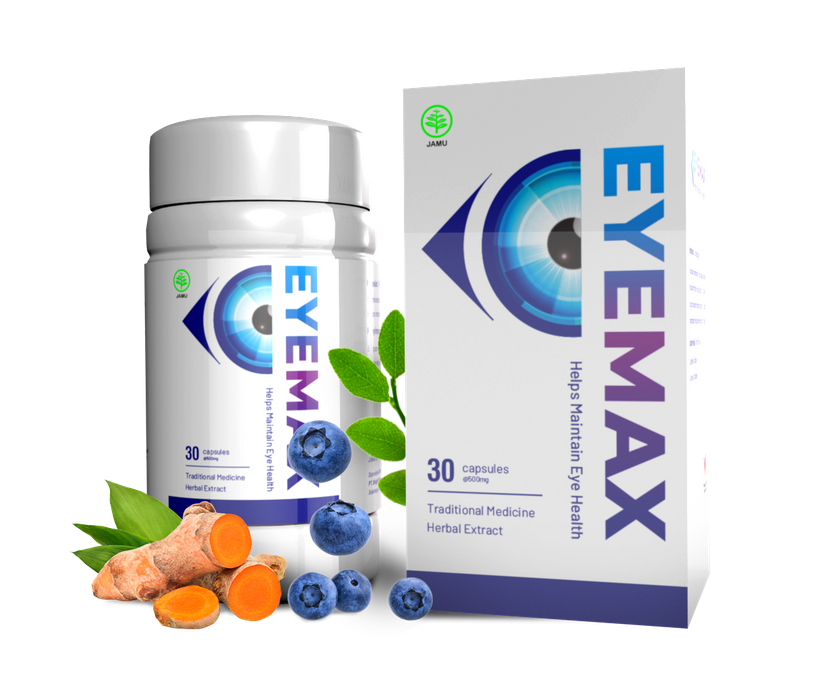 JAMU
EYEMAX
Helps Maintain Eye Health
30 capsules
@600mg
Traditional Medicine
Herbal Extract
JAMU
EYEMAX
Helps Maintain Eye Health
30 capsules
@500mg
Traditional Medicine
Herbal Extract